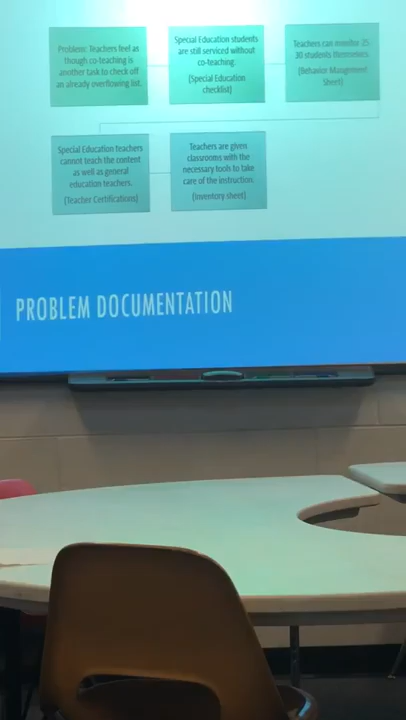 Problem: Teachers feel as
though co-teaching is
another task to check off
an already overflowing list.
Special Education students
are still serviced without
co-teaching.
(Special Education
checklist)
Teachers can monitor 25-
30 students themselves.
(Behavior Management
Sheet)
Special Education teachers
cannot teach the content
as well as general
education teachers.
(Teacher Certifications)
Teachers are given
classrooms with the
necessary tools to take
care of the instruction.
(Inventory sheet)
PROBLEM DOCUMENTATION